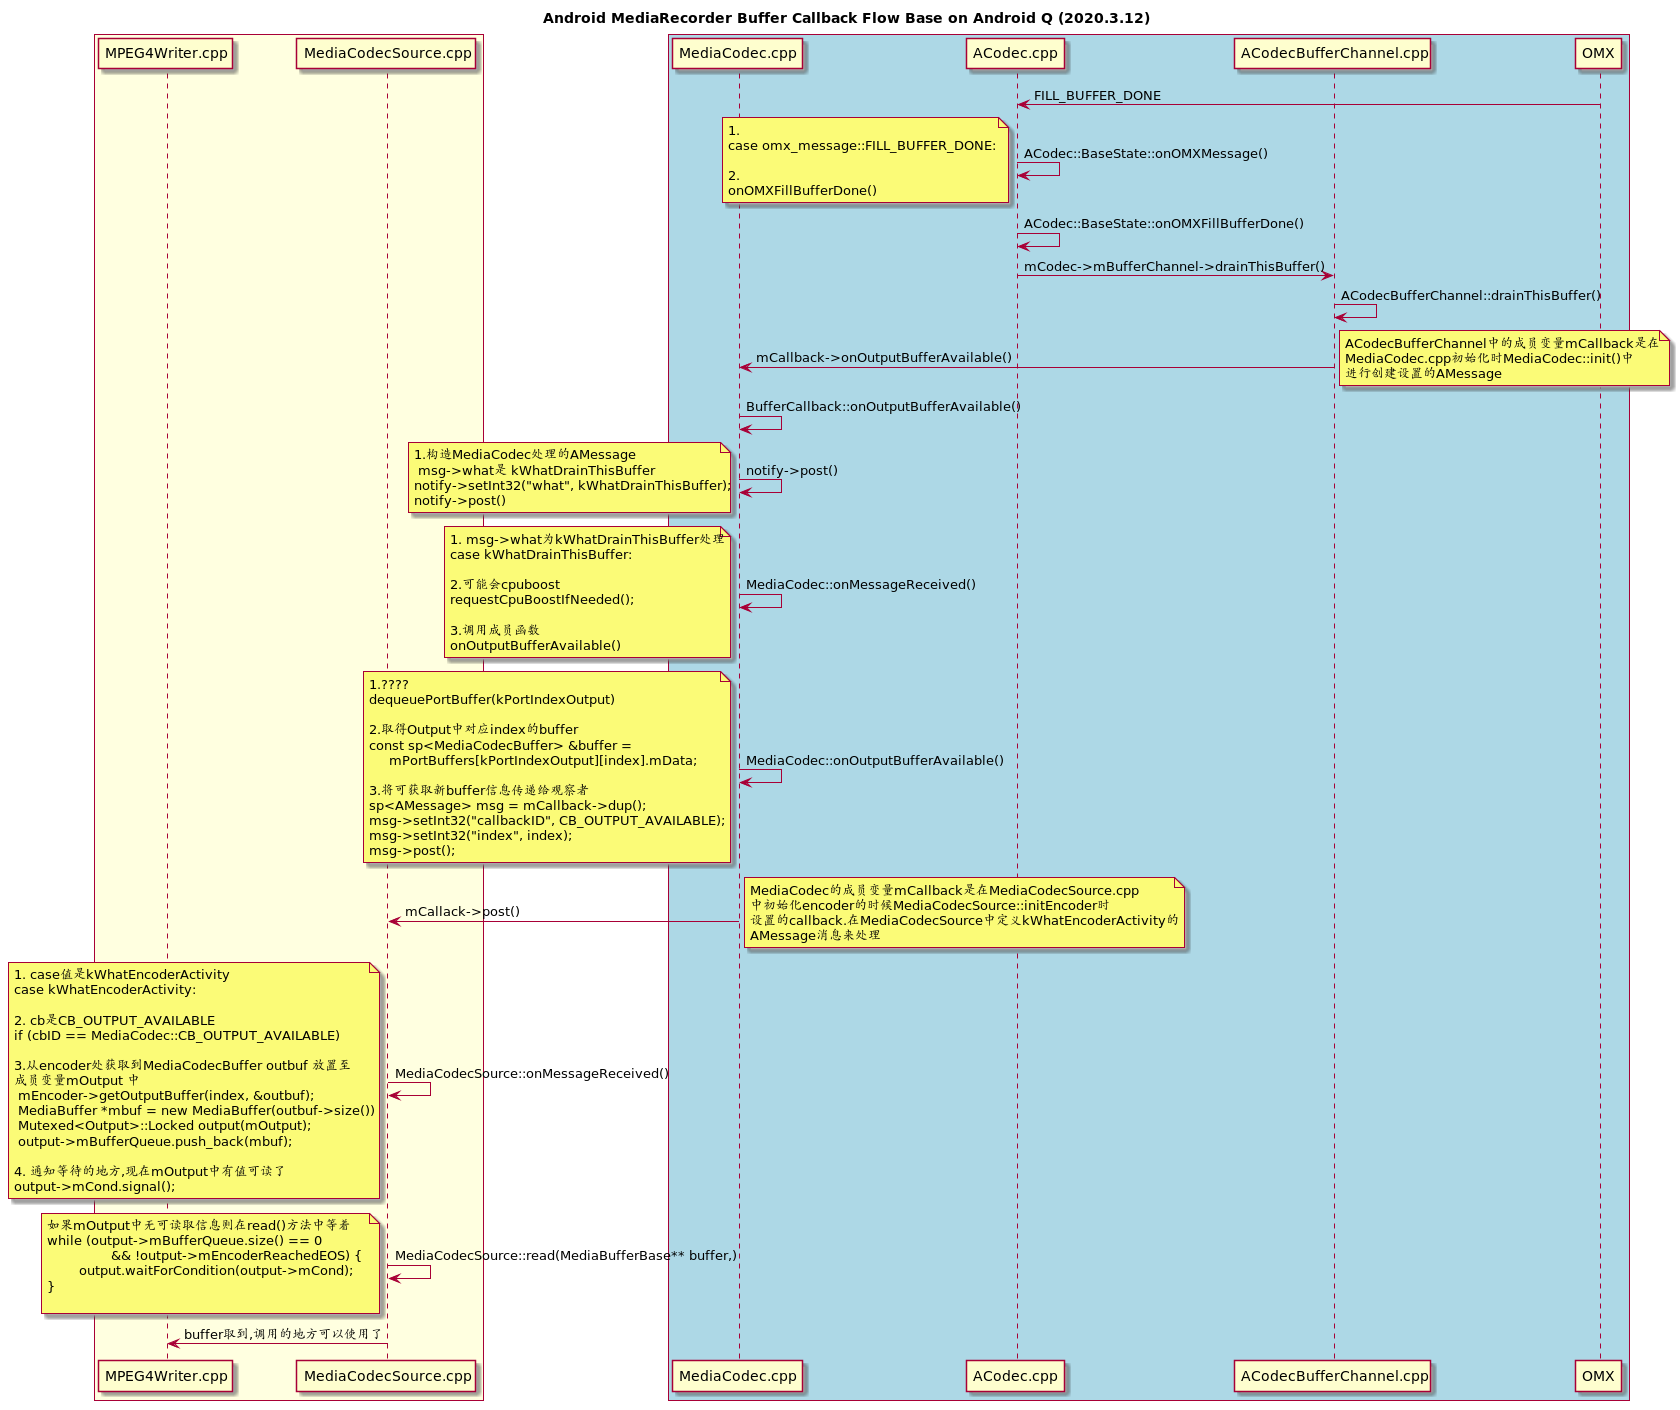 Android MediaRecorder Buffer Callback Flow Base on Android Q (2020.3.12)
MPEG4Writer.cpp
MediaCodecSource.cpp
MediaCodec.cpp
ACodec.cpp
ACodecBufferChannel.cpp
OMX
FILL_BUFFER_DONE
1.
case omx_message::FILL_BUFFER_DONE:
2.
onOMXFillBufferDone()
ACodec::BaseState::onOMXMessage()
ACodec::BaseState::onOMXFillBufferDone()
mCodec->mBufferChannel->drainThisBuffer()
ACodecBufferChannel::drainThisBuffer()
mCallback->onOutputBufferAvailable()
ACodecBufferChannel中的成员变量mCallback是在
MediaCodec.cpp初始化时MediaCodec::init()中
进行创建设置的AMessage
BufferCallback::onOutputBufferAvailable()
1.构造MediaCodec处理的AMessage
msg->what是 kWhatDrainThisBuffer
notify->setInt32("what", kWhatDrainThisBuffer);
notify->post()
notify->post()
1. msg->what为kWhatDrainThisBuffer处理
case kWhatDrainThisBuffer:
2.可能会cpuboost
requestCpuBoostIfNeeded();
3.调用成员函数
onOutputBufferAvailable()
MediaCodec::onMessageReceived()
1.????
dequeuePortBuffer(kPortIndexOutput)
2.取得Output中对应index的buffer
const sp<MediaCodecBuffer> &buffer =
mPortBuffers[kPortIndexOutput][index].mData;
3.将可获取新buffer信息传递给观察者
sp<AMessage> msg = mCallback->dup();
msg->setInt32("callbackID", CB_OUTPUT_AVAILABLE);
msg->setInt32("index", index);
msg->post();
MediaCodec::onOutputBufferAvailable()
mCallack->post()
MediaCodec的成员变量mCallback是在MediaCodecSource.cpp
中初始化encoder的时候MediaCodecSource::initEncoder时
设置的callback.在MediaCodecSource中定义kWhatEncoderActivity的
AMessage消息来处理
1. case值是kWhatEncoderActivity
case kWhatEncoderActivity:
2. cb是CB_OUTPUT_AVAILABLE
if (cbID == MediaCodec::CB_OUTPUT_AVAILABLE)
3.从encoder处获取到MediaCodecBuffer outbuf 放置至
成员变量mOutput 中
mEncoder->getOutputBuffer(index, &outbuf);
MediaBuffer *mbuf = new MediaBuffer(outbuf->size())
Mutexed<Output>::Locked output(mOutput);
output->mBufferQueue.push_back(mbuf);
4. 通知等待的地方,现在mOutput中有值可读了
output->mCond.signal();
MediaCodecSource::onMessageReceived()
如果mOutput中无可读取信息则在read()方法中等着
while (output->mBufferQueue.size() == 0
&& !output->mEncoderReachedEOS) {
output.waitForCondition(output->mCond);
}
MediaCodecSource::read(MediaBufferBase** buffer,)
buffer取到,调用的地方可以使用了
MPEG4Writer.cpp
MediaCodecSource.cpp
MediaCodec.cpp
ACodec.cpp
ACodecBufferChannel.cpp
OMX